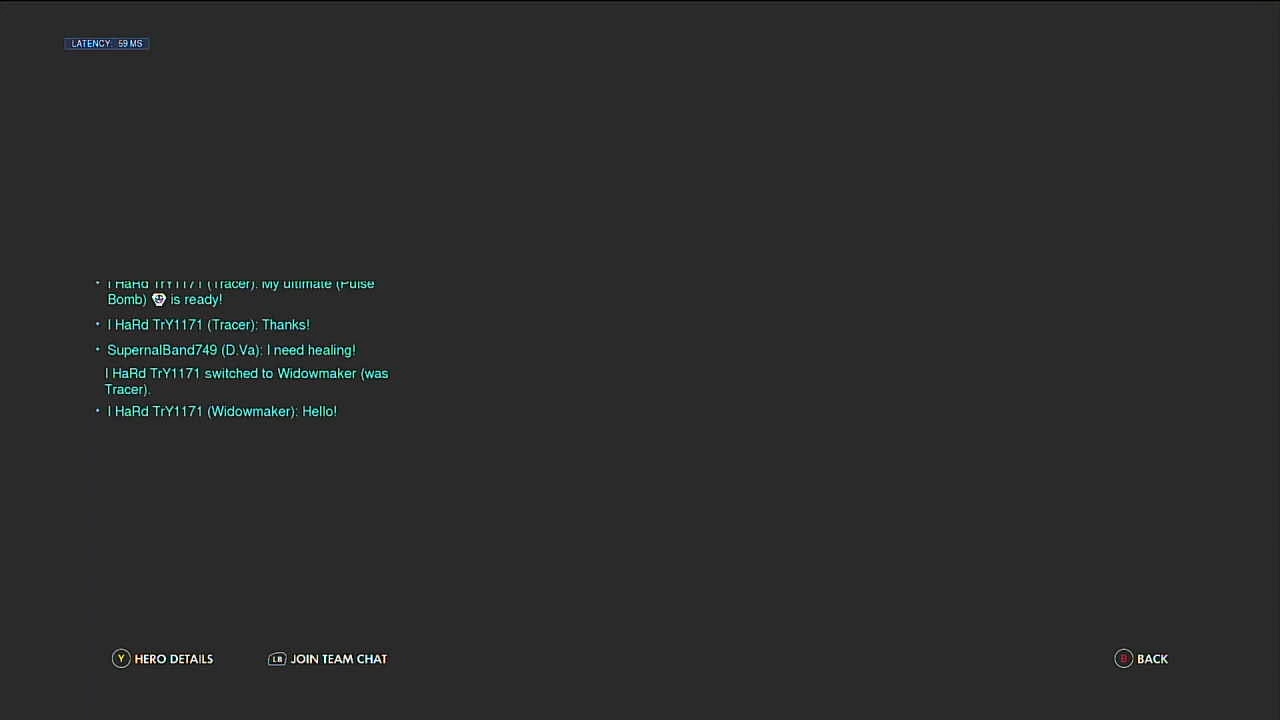 LATENCY: 59 MS
• I HaRd TrY1171 (Tracer): My ultimate (Pulse
Bomb) is ready!
• I HaRd TrY1171 (Tracer): Thanks!
• SupernalBand749 (D.Va): I need healing!
I HaRd TrY1171 switched to Widowmaker (was
Tracer).
• I HaRd TrY1171 (Widowmaker): Hello!
Y HERO DETAILS
LB JOIN TEAM CHAT
B BACK